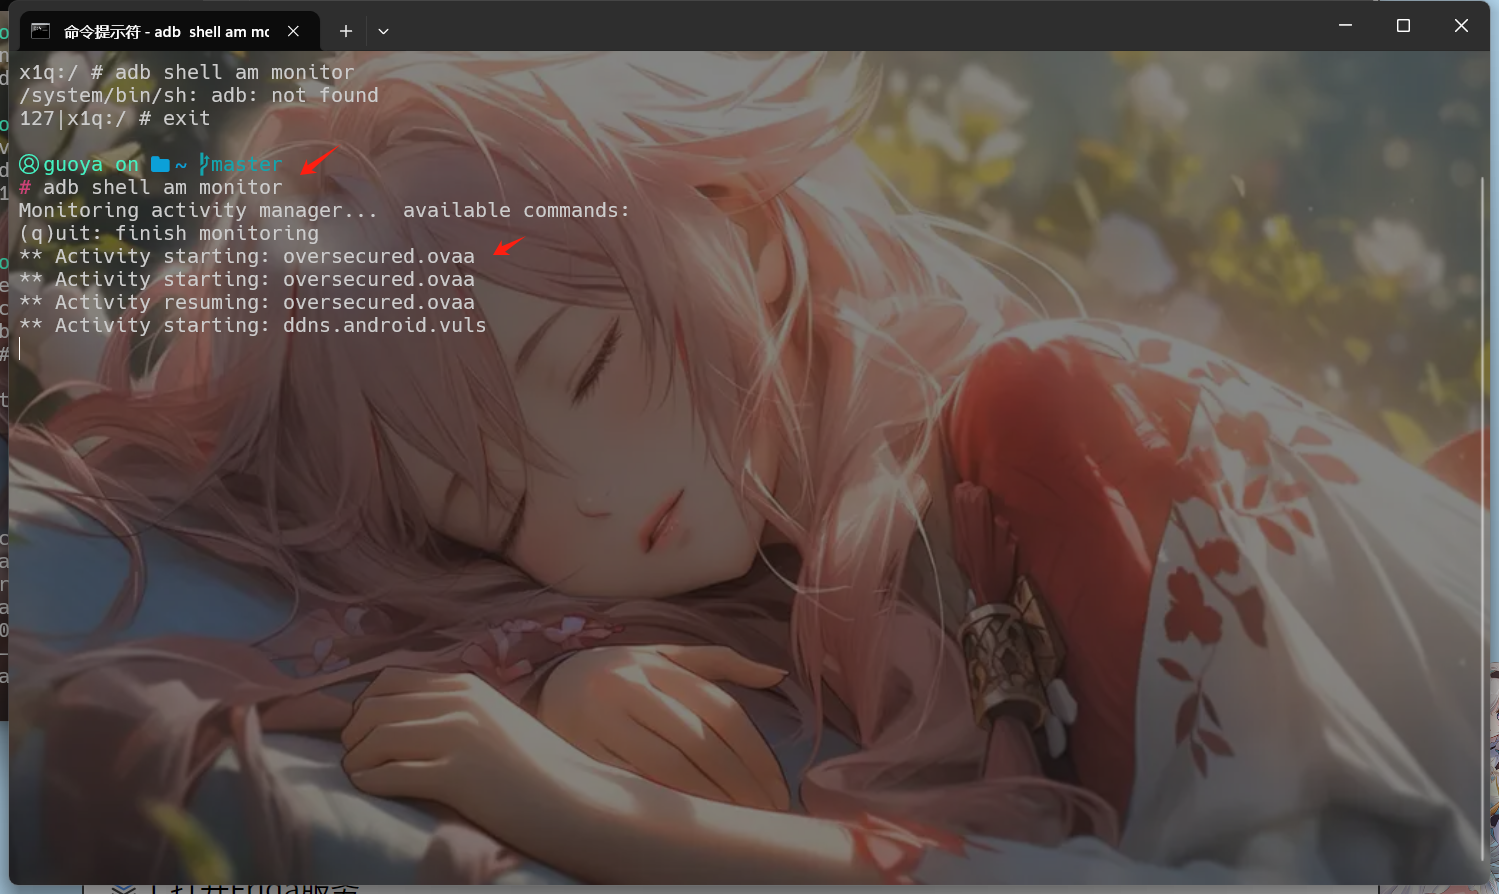 命令提示符 - adb  shell am mc
x1q:/ # adb shell am monitor
/system/bin/sh: adb: not found
127|x1q:/ # exit
guoya on ~ master
# adb shell am monitor
Monitoring activity manager...  available commands:
(q)uit: finish monitoring
** Activity starting: oversecured.ovaa
** Activity starting: oversecured.ovaa
** Activity resuming: oversecured.ovaa
** Activity starting: ddns.android.vuls